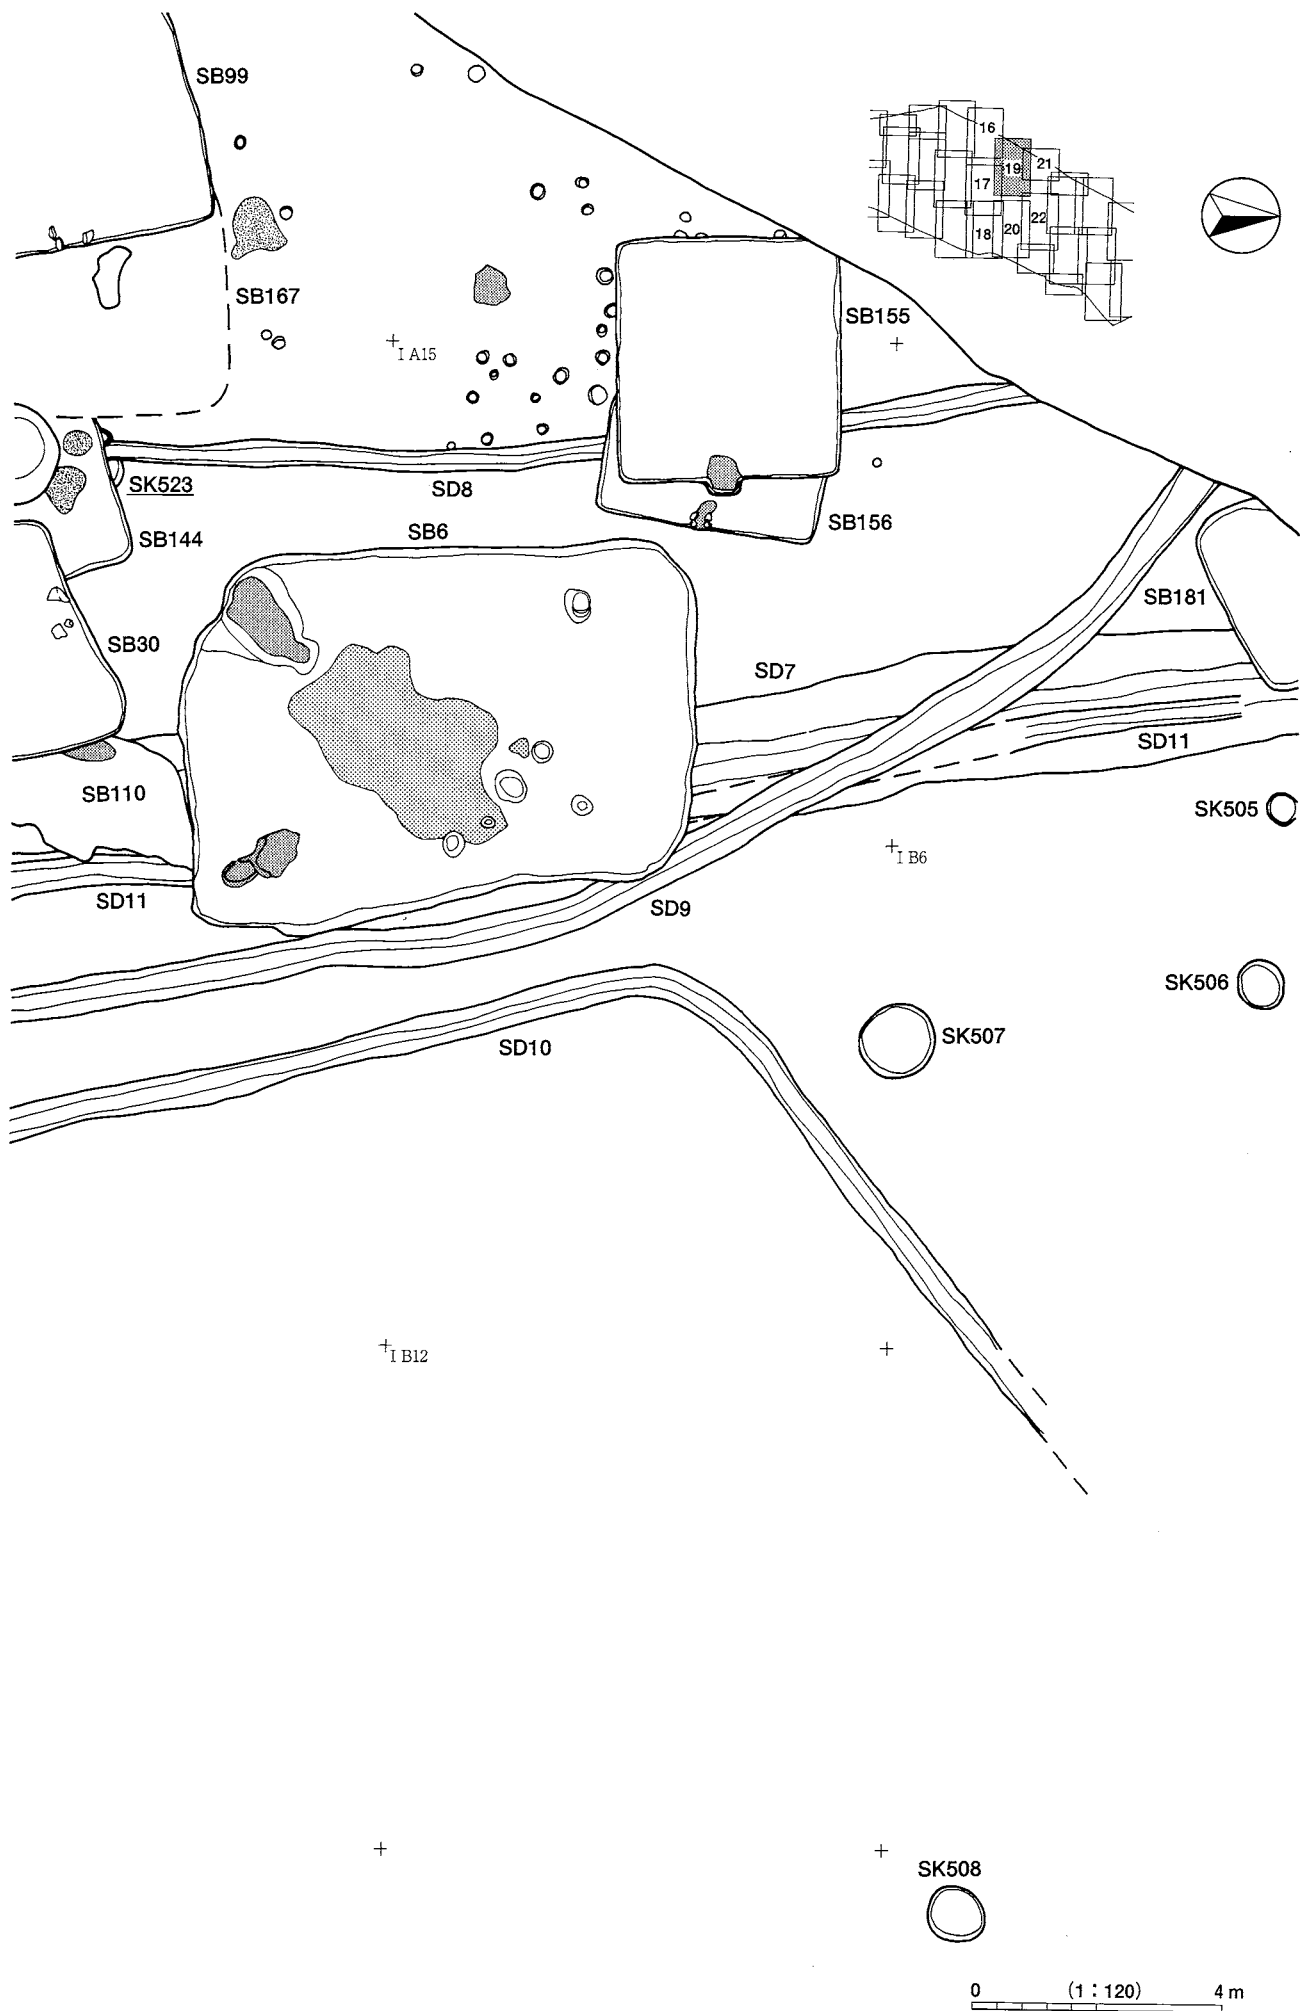 SB99
16
19
21
17
22
20
18
SB167
SB155
I A15
SK523
SD8
SB156
SB144
SB6
SB181
SB30
SD7
SD11
SB110
SK505
I B6
SD11
SD9
SK506
SK507
SD10
I B12
SK508
0 (1：120) 4 m